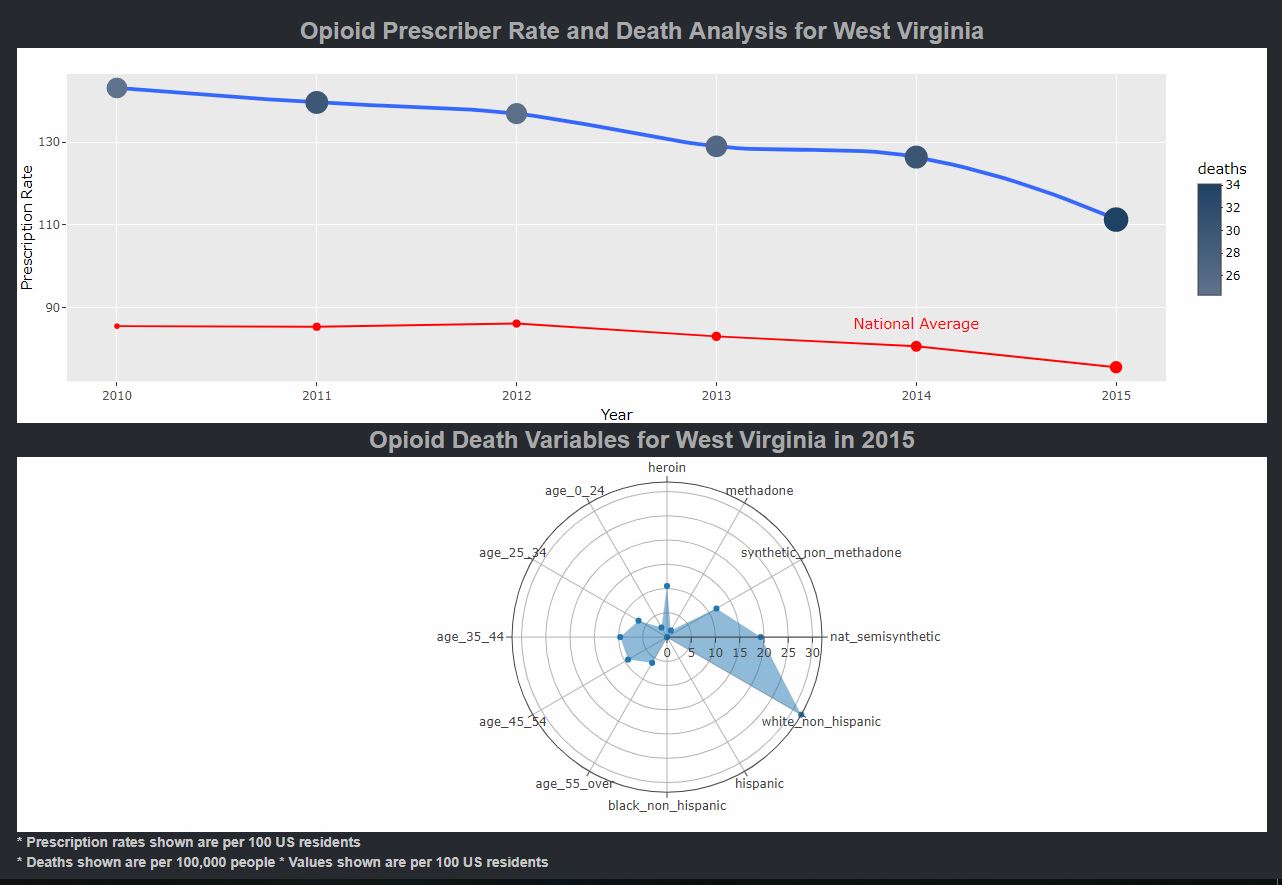 Opioid Prescriber Rate and Death Analysis for West Virginia
130
110
90
Prescription Rate
National Average
2010 2011 2012 2013 2014 2015
Year
deaths
34
32
30
28
26
Opioid Death Variables for West Virginia in 2015
heroin
age_0_24 methadone
age_25_34 synthetic_non_methadone
age_35_44 nat_semisynthetic
0 5 10 15 20 25 30
age_45_54 white_non_hispanic
age_55_over hispanic
black_non_hispanic
* Prescription rates shown are per 100 US residents
* Deaths shown are per 100,000 people * Values shown are per 100 US residents